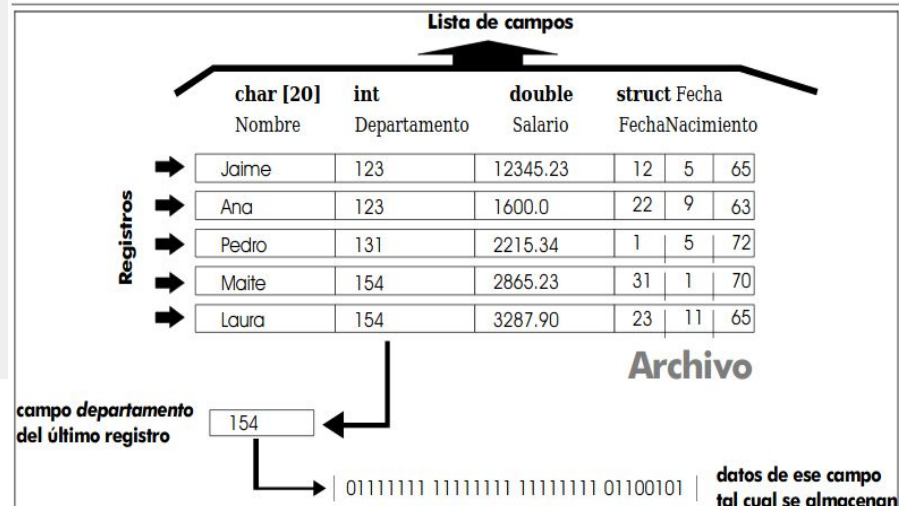 Lista de campos
char [20] int double struct Fecha
Nombre Departamento Salario FechaNacimiento
Registros
Jaime 123 12345.23 12 5 65
Ana 123 1600.0 22 9 63
Pedro 131 2215.34 1 5 72
Maite 154 2865.23 31 1 70
Laura 154 3287.90 23 11 65
Archivo
campo departamento
del último registro
154
01111111 11111111 11111111 01100101
datos de ese campo
tal cual se almacenan